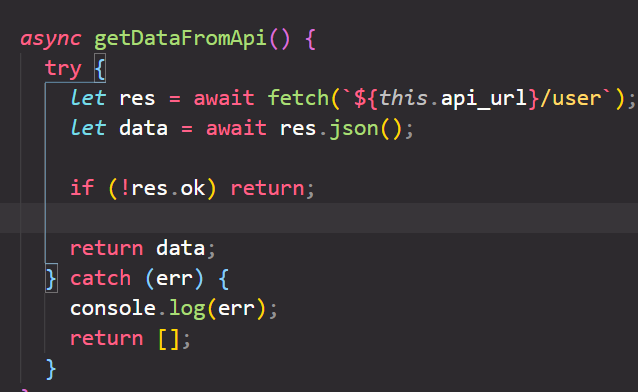 async getDataFromApi() {
try {
let res = await fetch(`${this.api_url}/user`);
let data = await res.json();
if (!res.ok) return;
return data;
} catch (err) {
console.log(err);
return [];
}